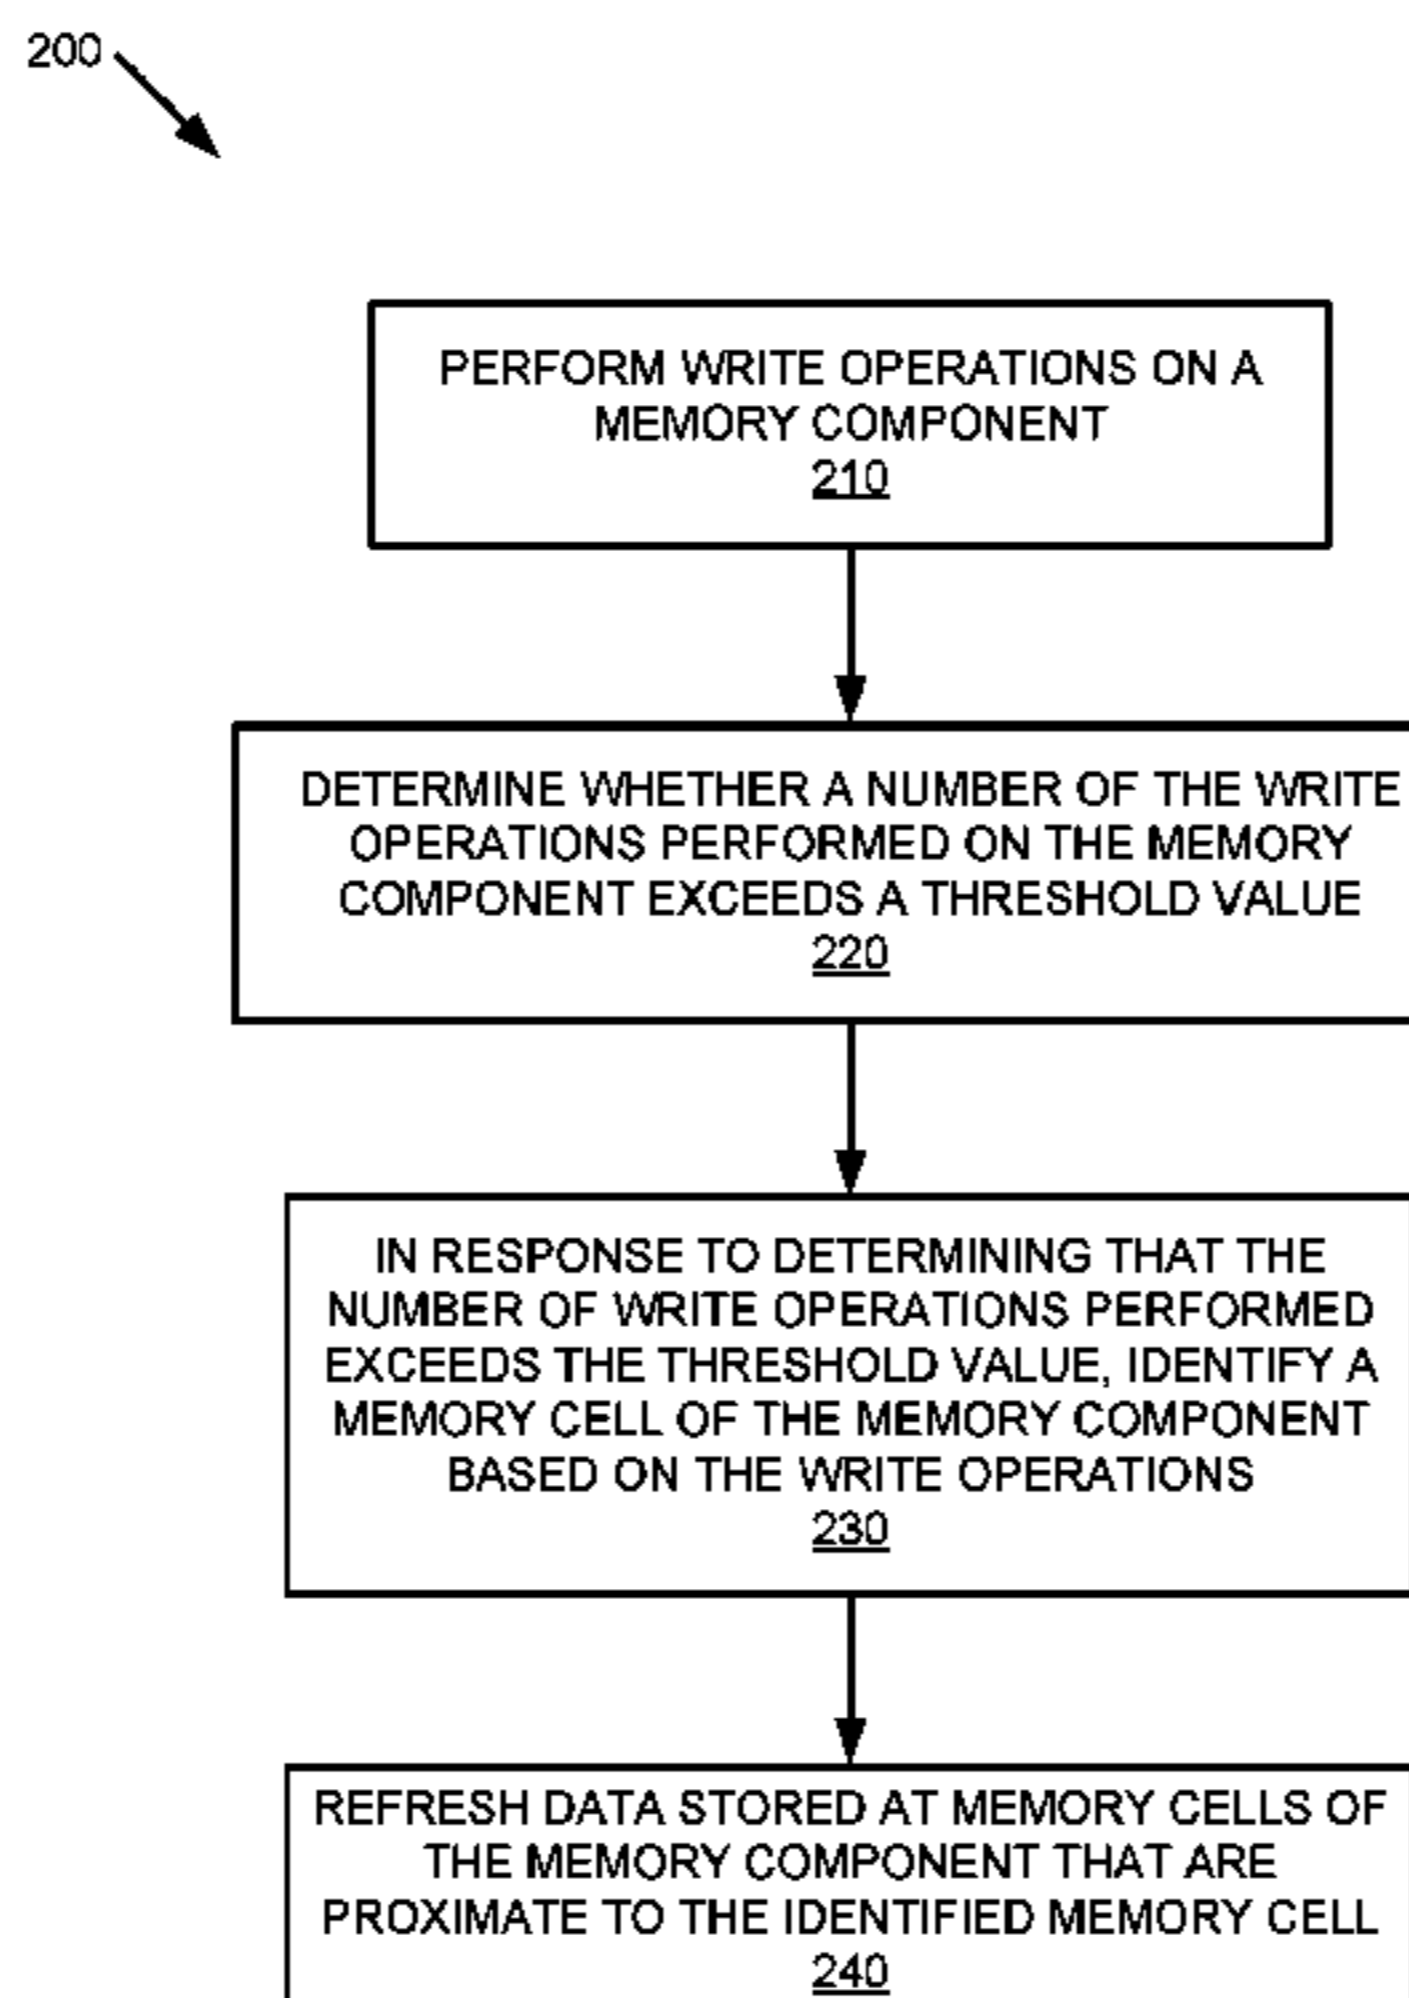 200
PERFORM WRITE OPERATIONS ON A
MEMORY COMPONENT
210
DETERMINE WHETHER A NUMBER OF THE WRITE
OPERATIONS PERFORMED ON THE MEMORY
COMPONENT EXCEEDS A THRESHOLD VALUE
220
IN RESPONSE TO DETERMINING THAT THE
NUMBER OF WRITE OPERATIONS PERFORMED
EXCEEDS THE THRESHOLD VALUE, IDENTIFY A
MEMORY CELL OF THE MEMORY COMPONENT
BASED ON THE WRITE OPERATIONS
230
REFRESH DATA STORED AT MEMORY CELLS OF
THE MEMORY COMPONENT THAT ARE
PROXIMATE TO THE IDENTIFIED MEMORY CELL
240